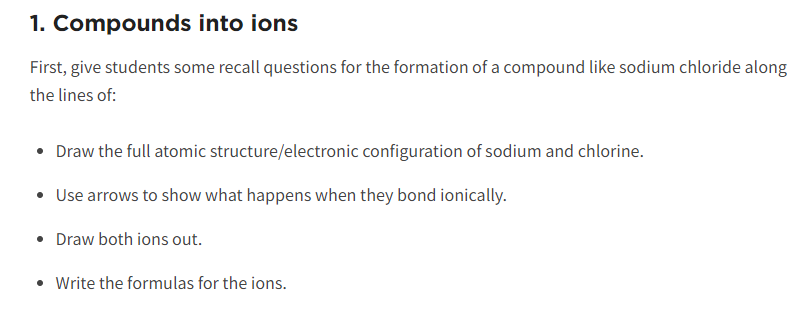 1. Compounds into ions
First, give students some recall questions for the formation of a compound like sodium chloride along
the lines of:
• Draw the full atomic structure/electronic configuration of sodium and chlorine.
• Use arrows to show what happens when they bond ionically.
• Draw both ions out.
• Write the formulas for the ions.